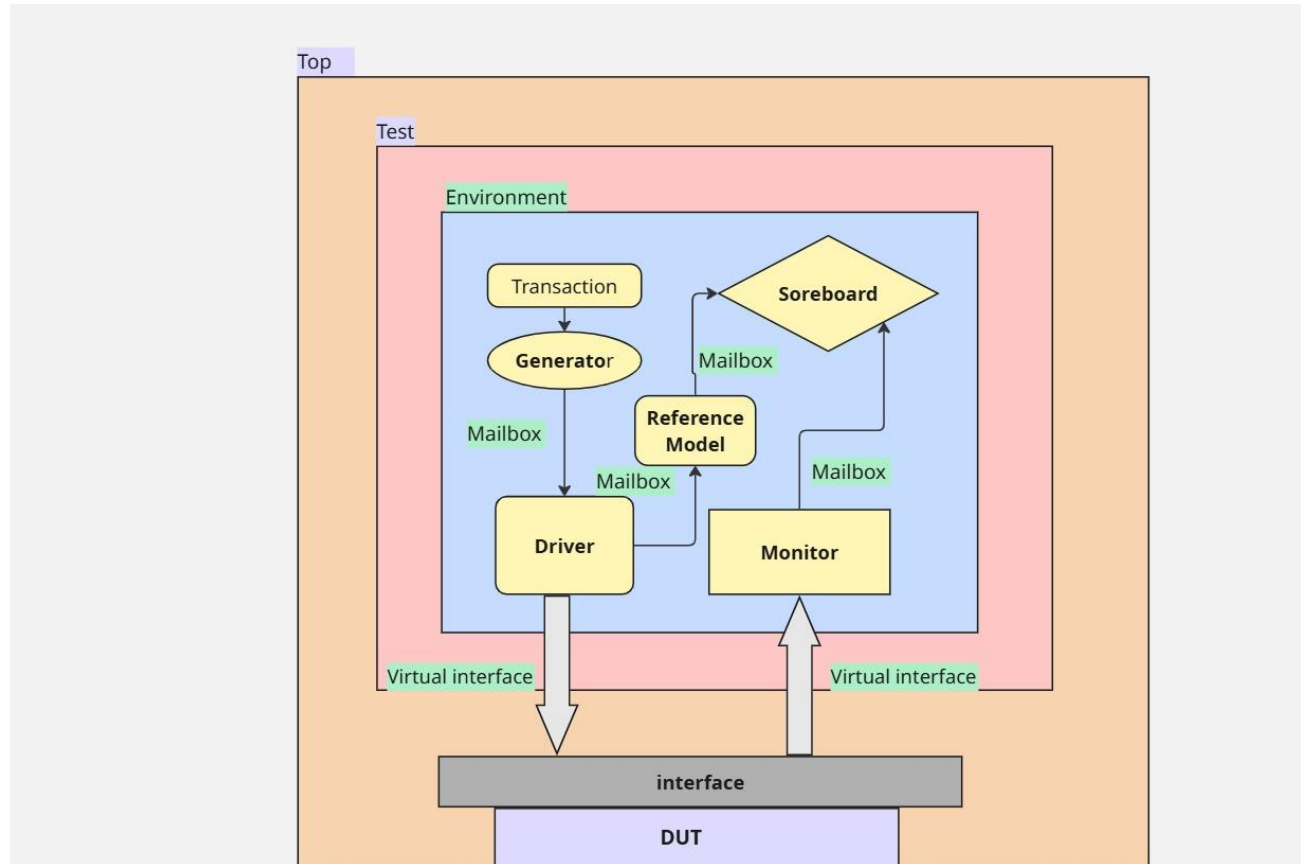 Top
Test
Environment
Transaction
Soreboard
Generator
Mailbox
Reference
Model
Mailbox
Mailbox
Mailbox
Driver
Monitor
Virtual interface
Virtual interface
interface
DUT